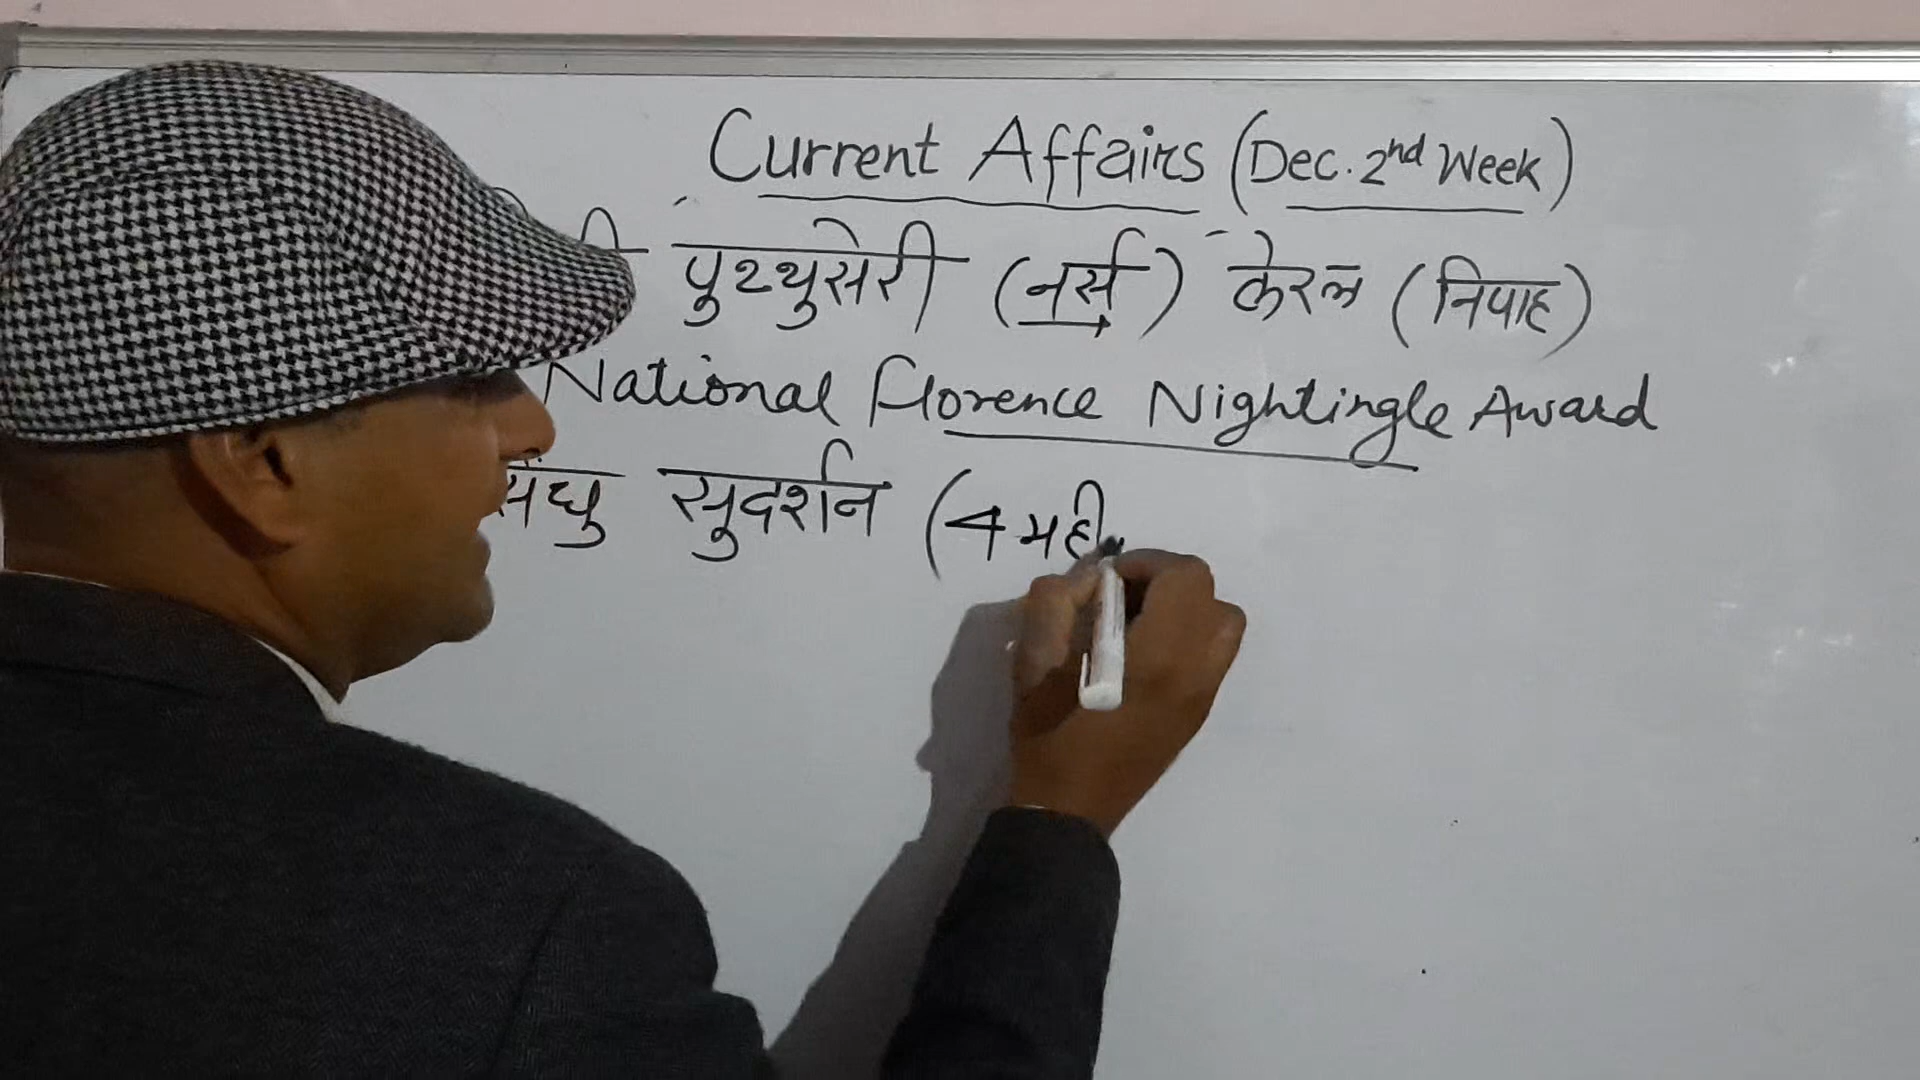 Current Affairs (Dec. 2nd Week)
पुथ्युसेरी (नर्स) केरल (निपाह)
National Florence Nightingle Award
सिंधु सुदर्शन (4 मही